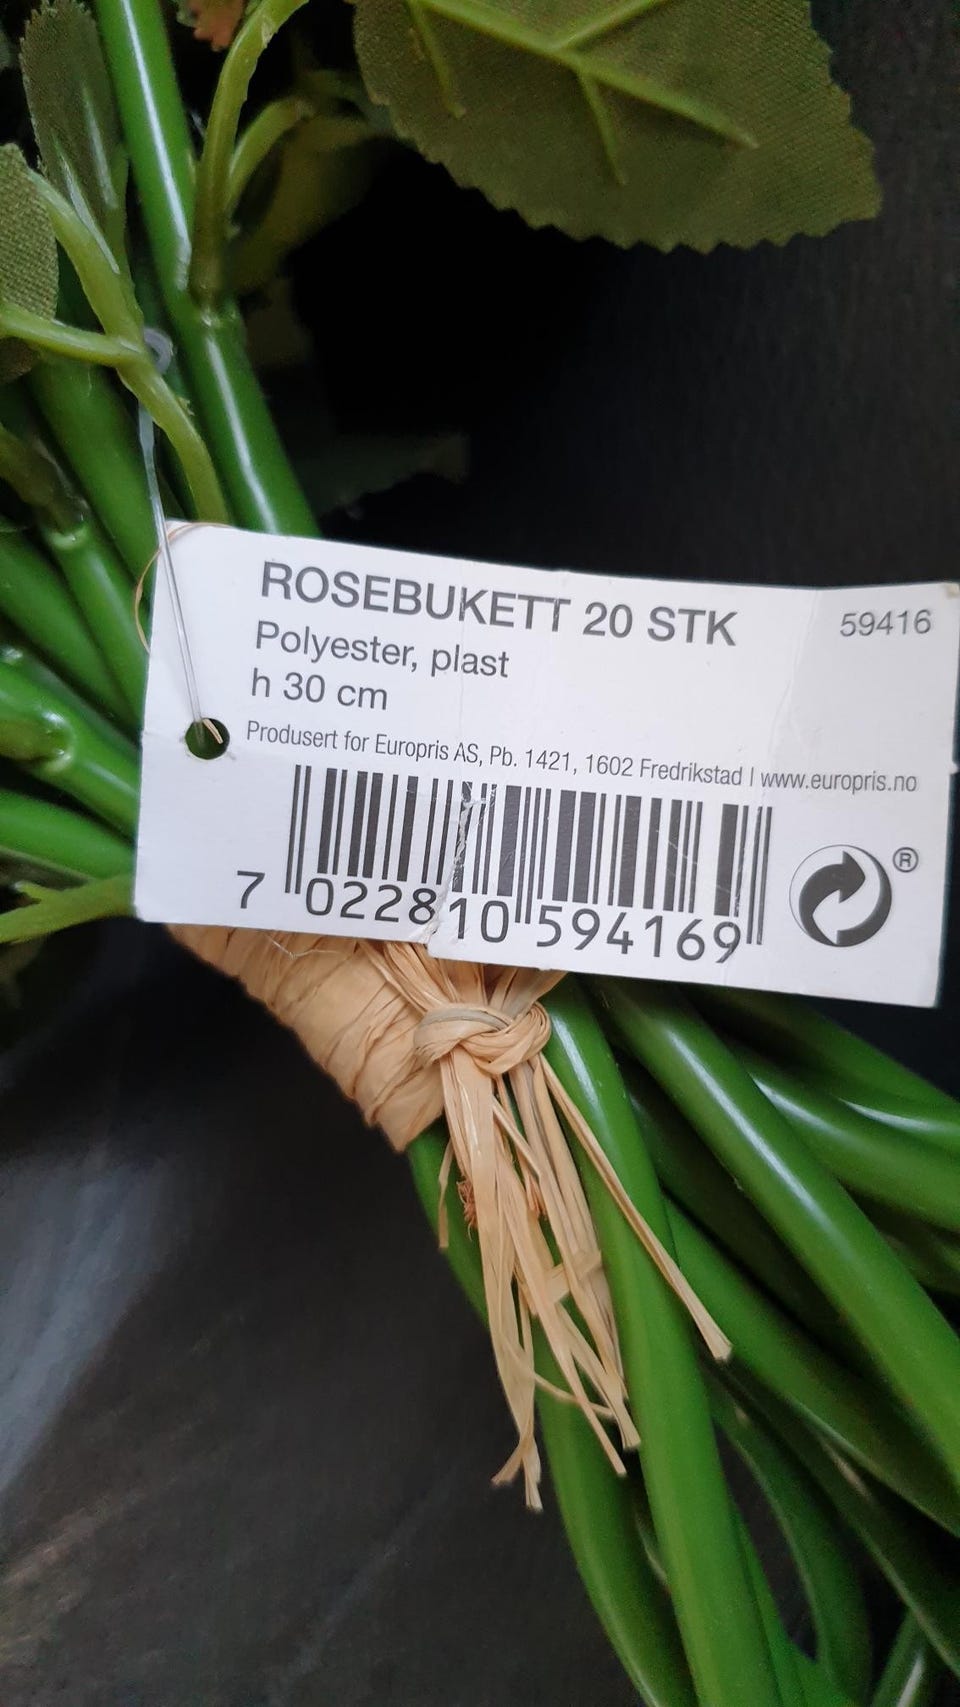 ROSEBUKETT 20 STK 59416
Polyester, plast
h 30 cm
Produsert for Europris AS, Pb. 1421, 1602 Fredrikstad | www.europris.no
®
7 022810 594169